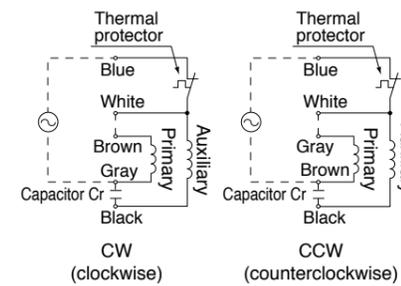 Thermal
protector
Blue
White
Brown
Gray
Primary
Auxiliary
Capacitor Cr
Black
CW
(clockwise)
Thermal
protector
Blue
White
Gray
Brown
Primary
Capacitor Cr
Black
CCW
(counterclockwise)